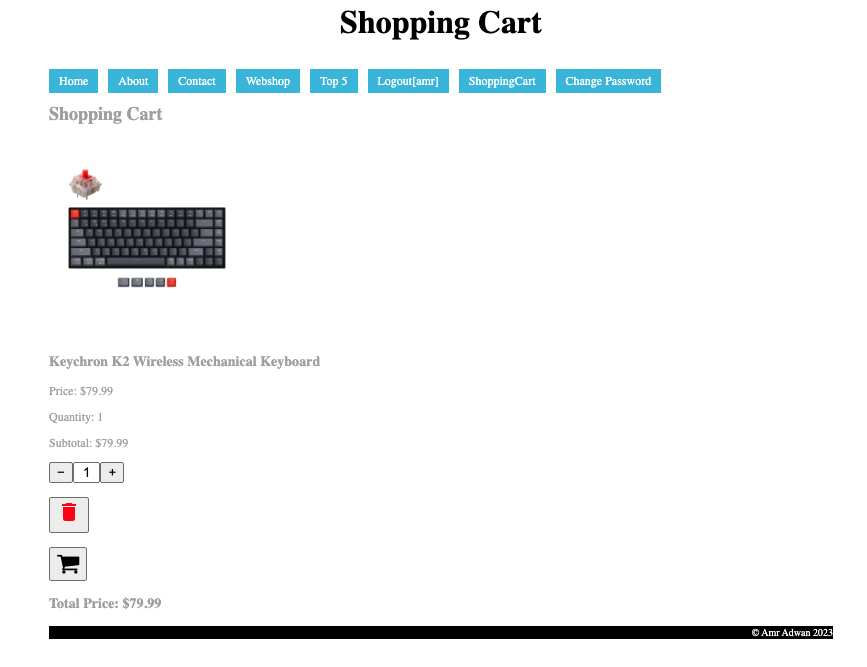 Shopping Cart
Home About Contact Webshop Top 5 Logout[amr] ShoppingCart Change Password
Shopping Cart
Keychron K2 Wireless Mechanical Keyboard
Price: $79.99
Quantity: 1
Subtotal: $79.99
− 1 +
Total Price: $79.99
© Amr Adwan 2023